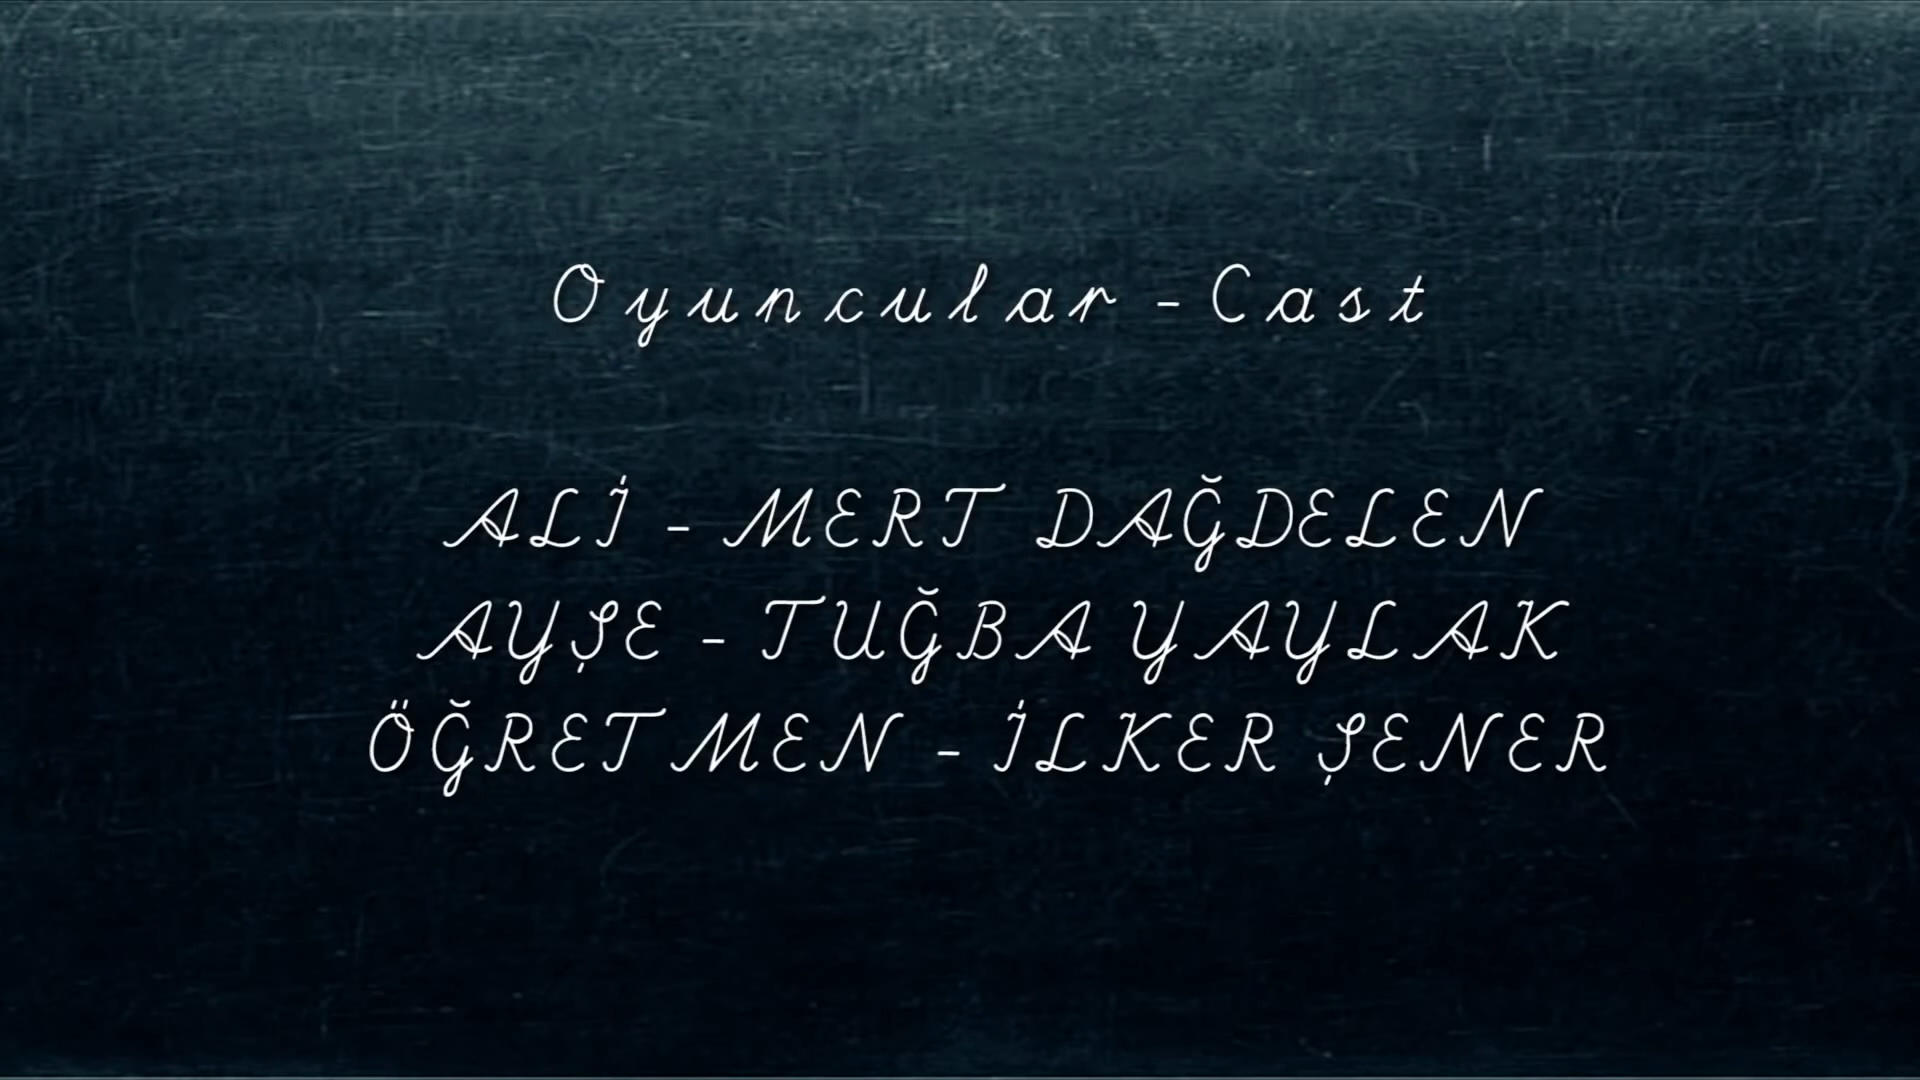 Oyuncular - Cast
ALİ - MERT DAĞDELEN
AYŞE - TUĞBA YAYLAK
ÖĞRETMEN - İLKER ŞENER